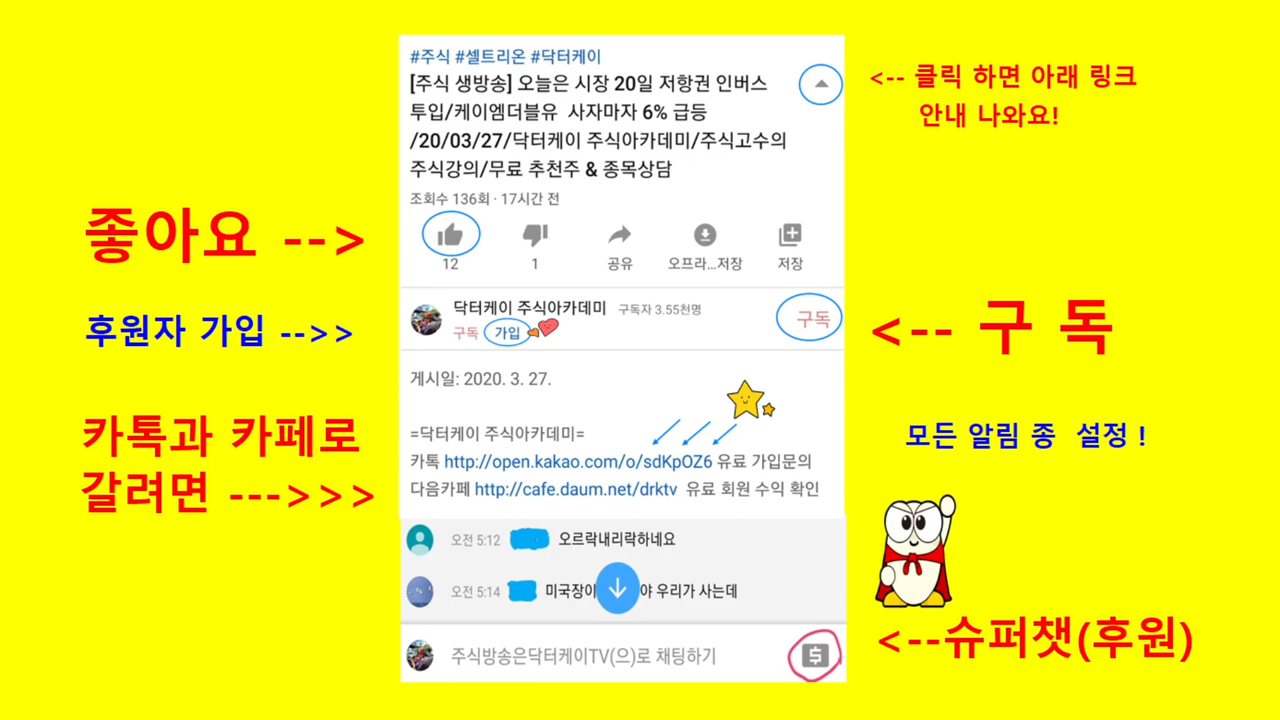 #주식 #셀트리온 #닥터케이
[주식 생방송] 오늘은 시장 20일 저항권 인버스
투입/케이엠더블유 사자마자 6% 급등
/20/03/27/닥터케이 주식아카데미/주식고수의
주식강의/무료 추천주 & 종목상담
조회수 136회 · 17시간 전
12
1
공유
오프라...저장
저장
닥터케이 주식아카데미 구독자 3.55천명
구독 가입
구독
게시일: 2020. 3. 27.
=닥터케이 주식아카데미=
카톡 http://open.kakao.com/o/sdKpOZ6 유료 가입문의
다음카페 http://cafe.daum.net/drktv 유료 회원 수익 확인
오전 5:12 오르락내리락하네요
오전 5:14 미국장이 야 우리가 사는데
주식방송은닥터케이TV(으)로 채팅하기
좋아요 -->
후원자 가입 -->>
카톡과 카페로
갈려면 --->>>
<-- 클릭 하면 아래 링크
안내 나와요!
<-- 구 독
모든 알림 종 설정 !
<--슈퍼챗(후원)